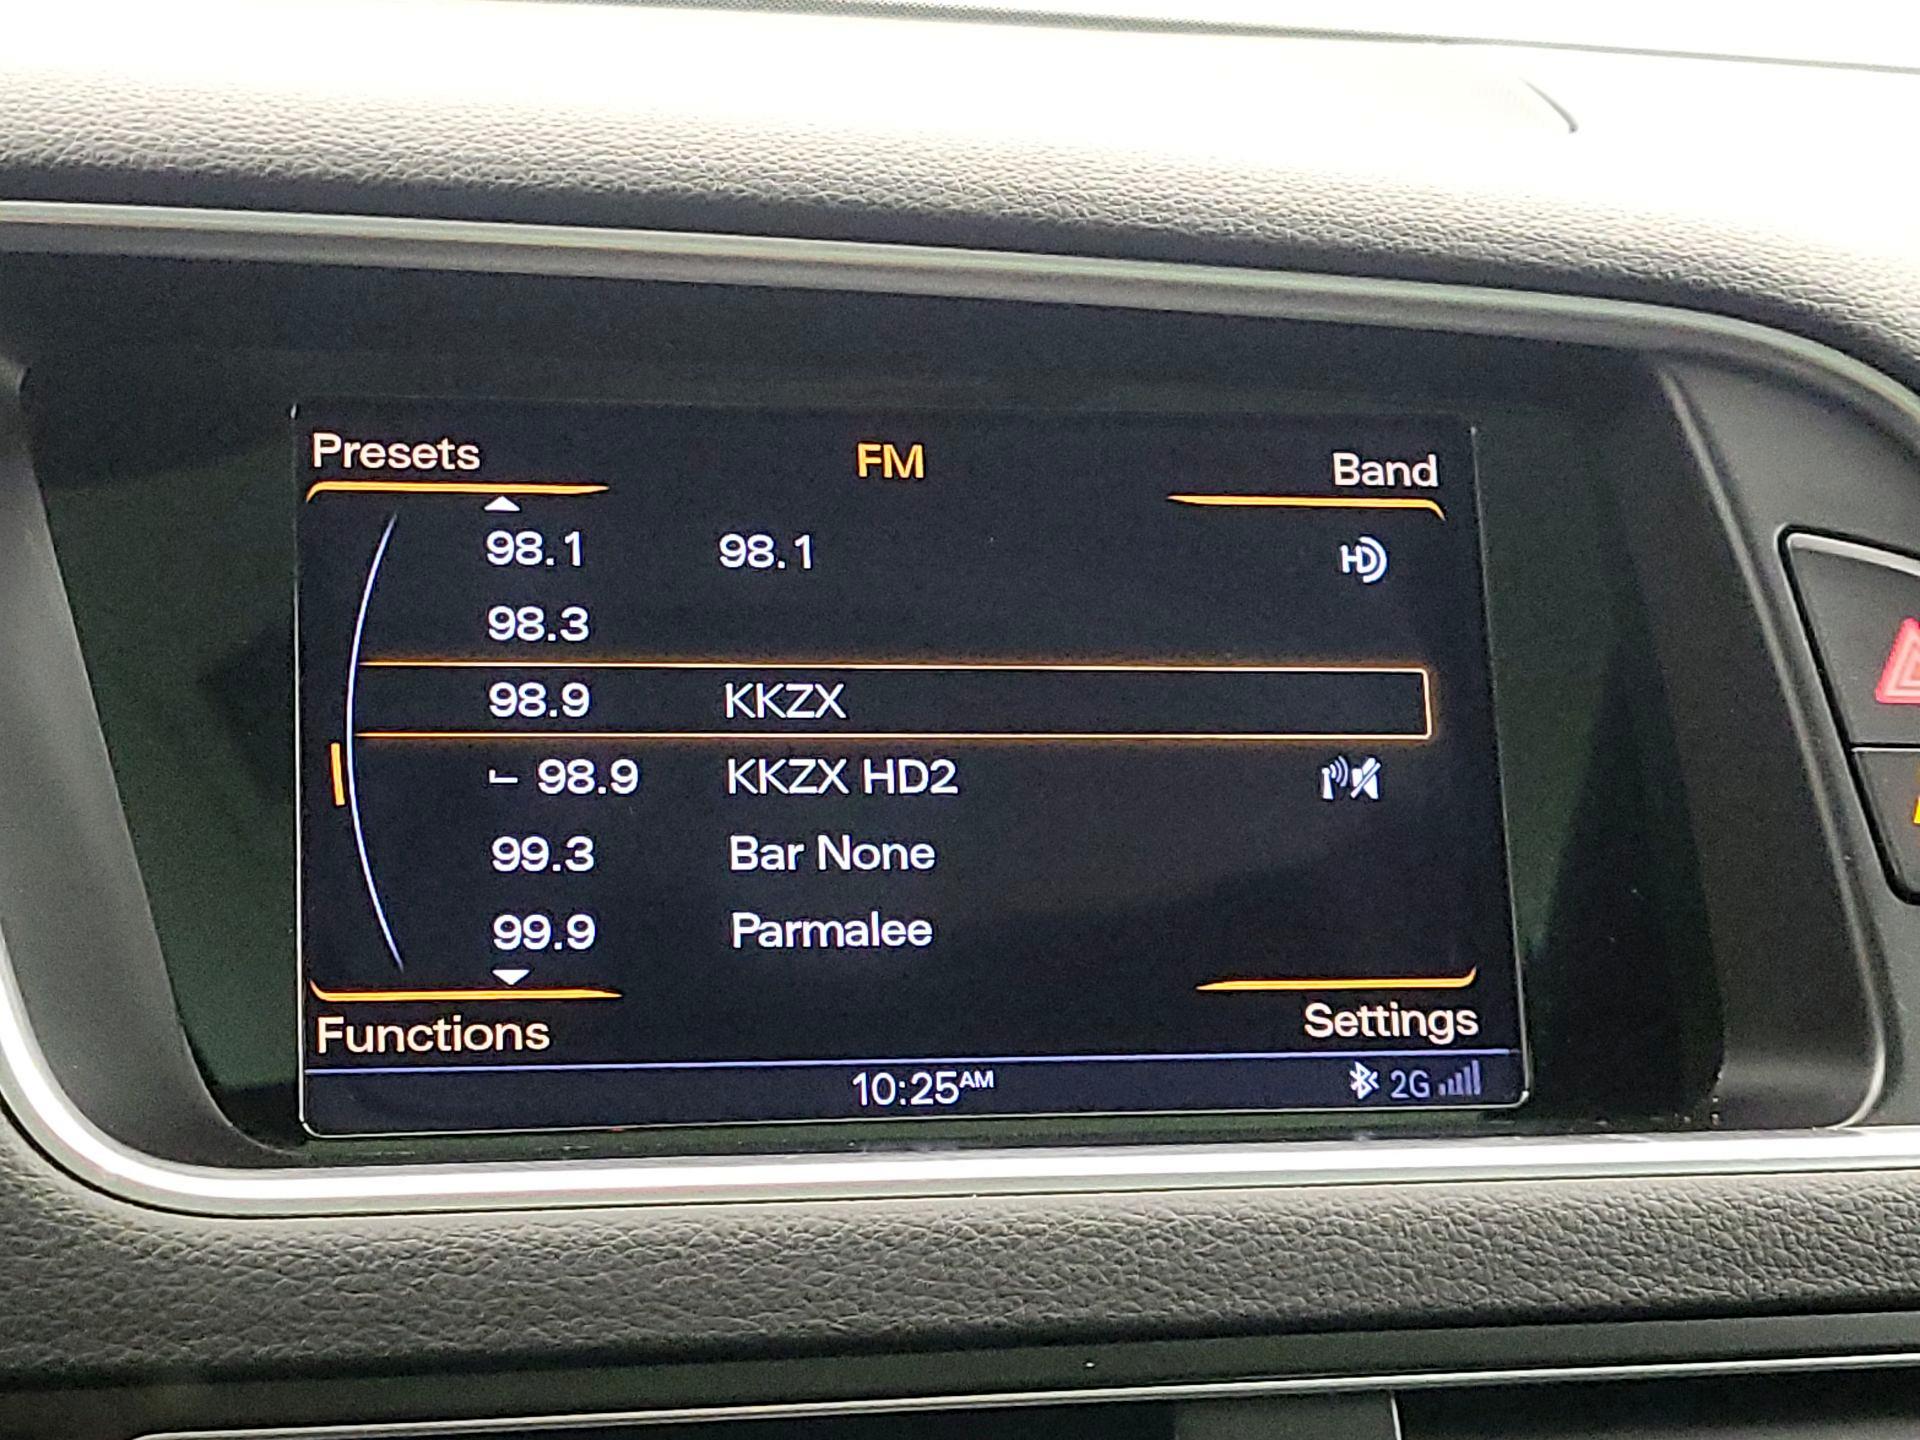 Presets FM Band
98.1 98.1 HD
98.3
98.9 KKZX
98.9 KKZX HD2
99.3 Bar None
99.9 Parmalee
Functions Settings
10:25AM 2G